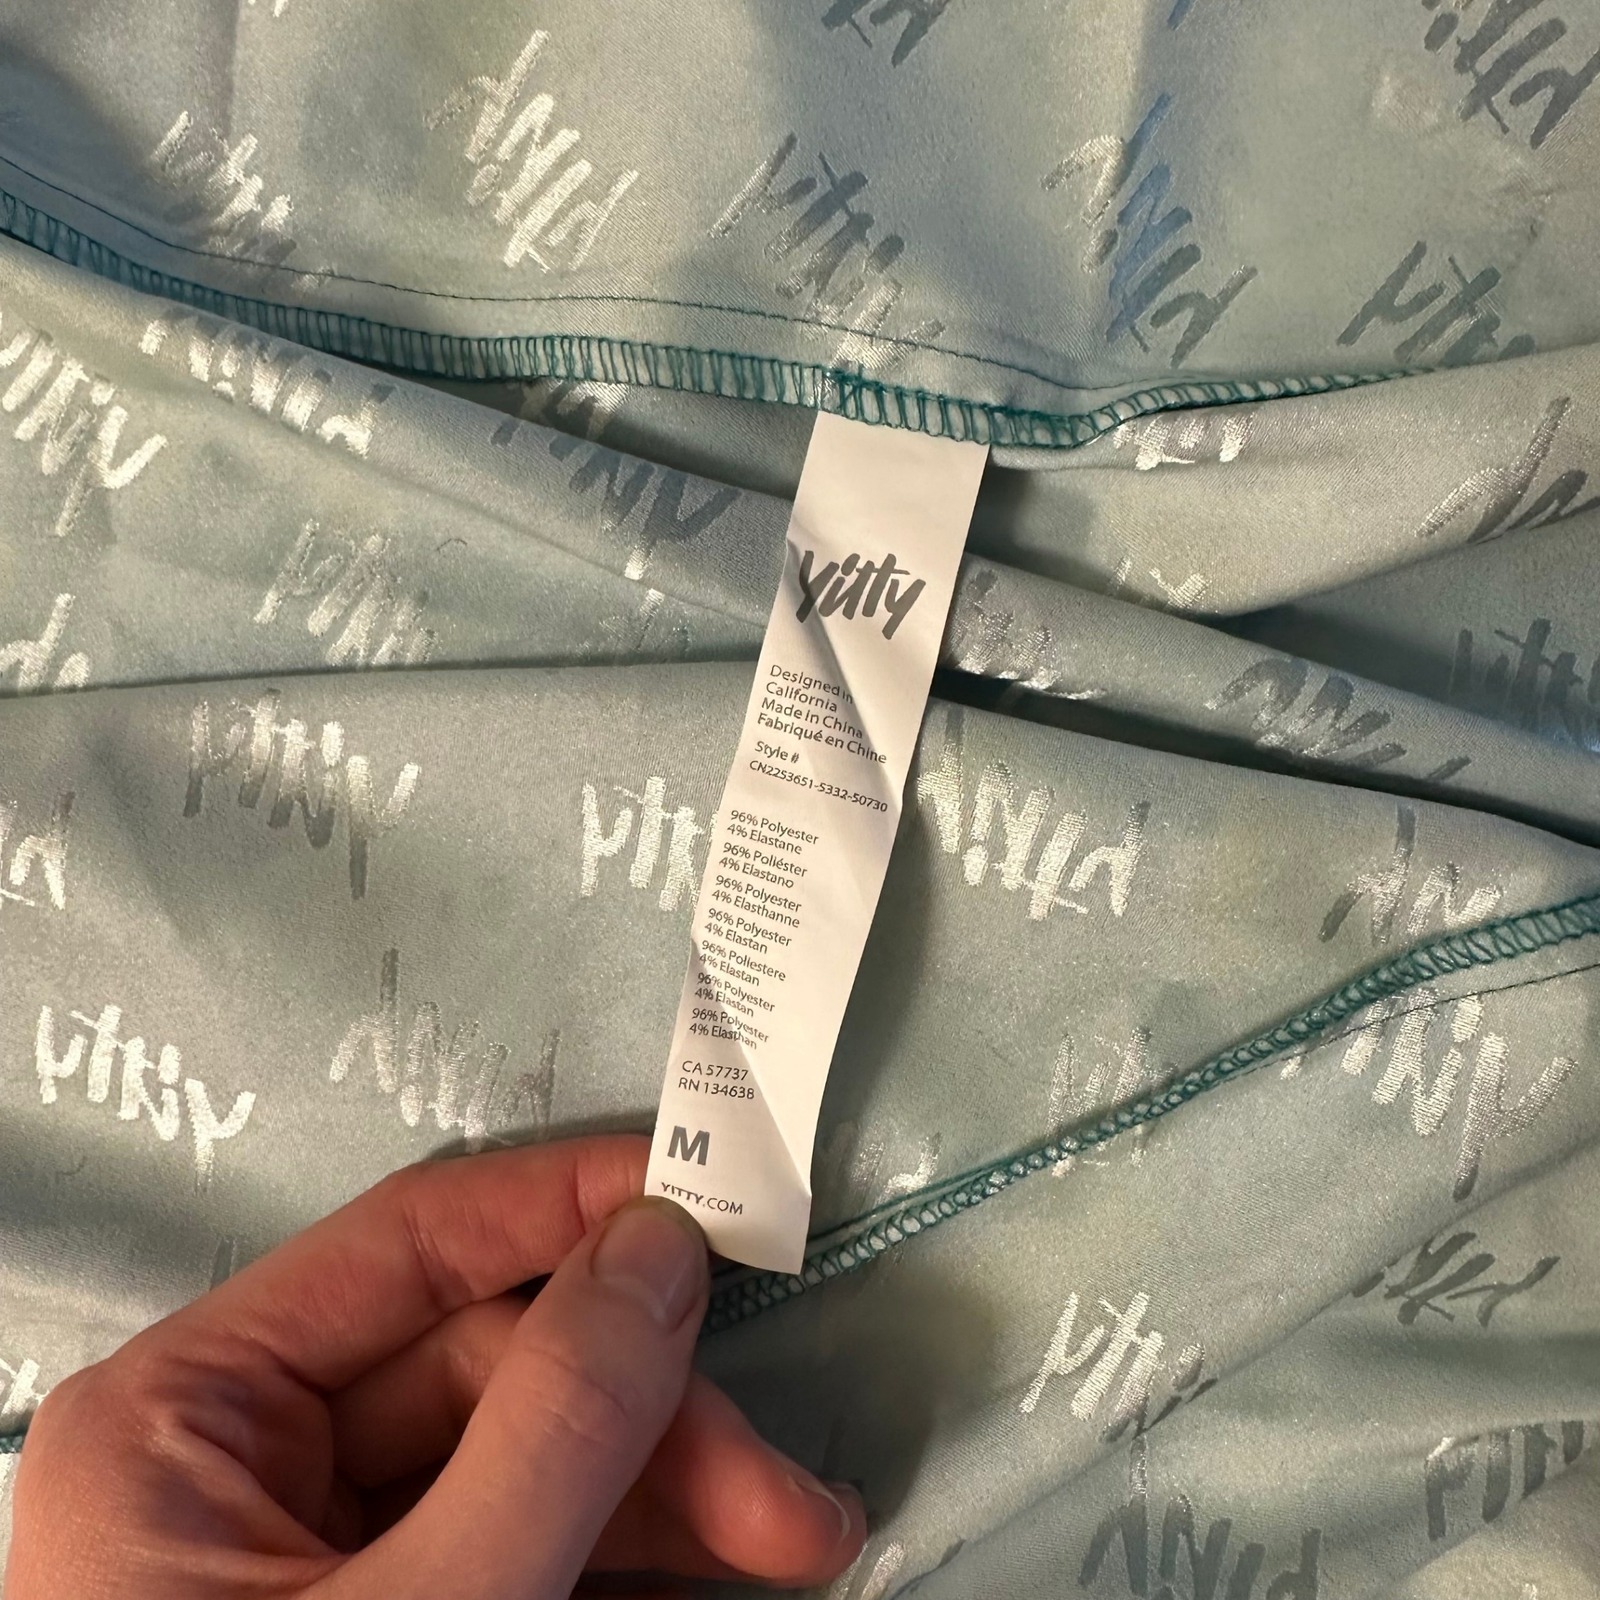 yitty
Designed in
California
Made in China
Fabriqué en Chine
Style #
CN2253651-5332-50730
96% Polyester
4% Elastane
96% Poliéster
4% Elastano
96% Polyester
4% Elasthanne
96% Polyester
4% Elastan
96% Poliestere
4% Elastan
96% Polyester
4% Elastan
96% Polyester
4% Elasthan
CA 57737
RN 134638
M
YITTY.COM